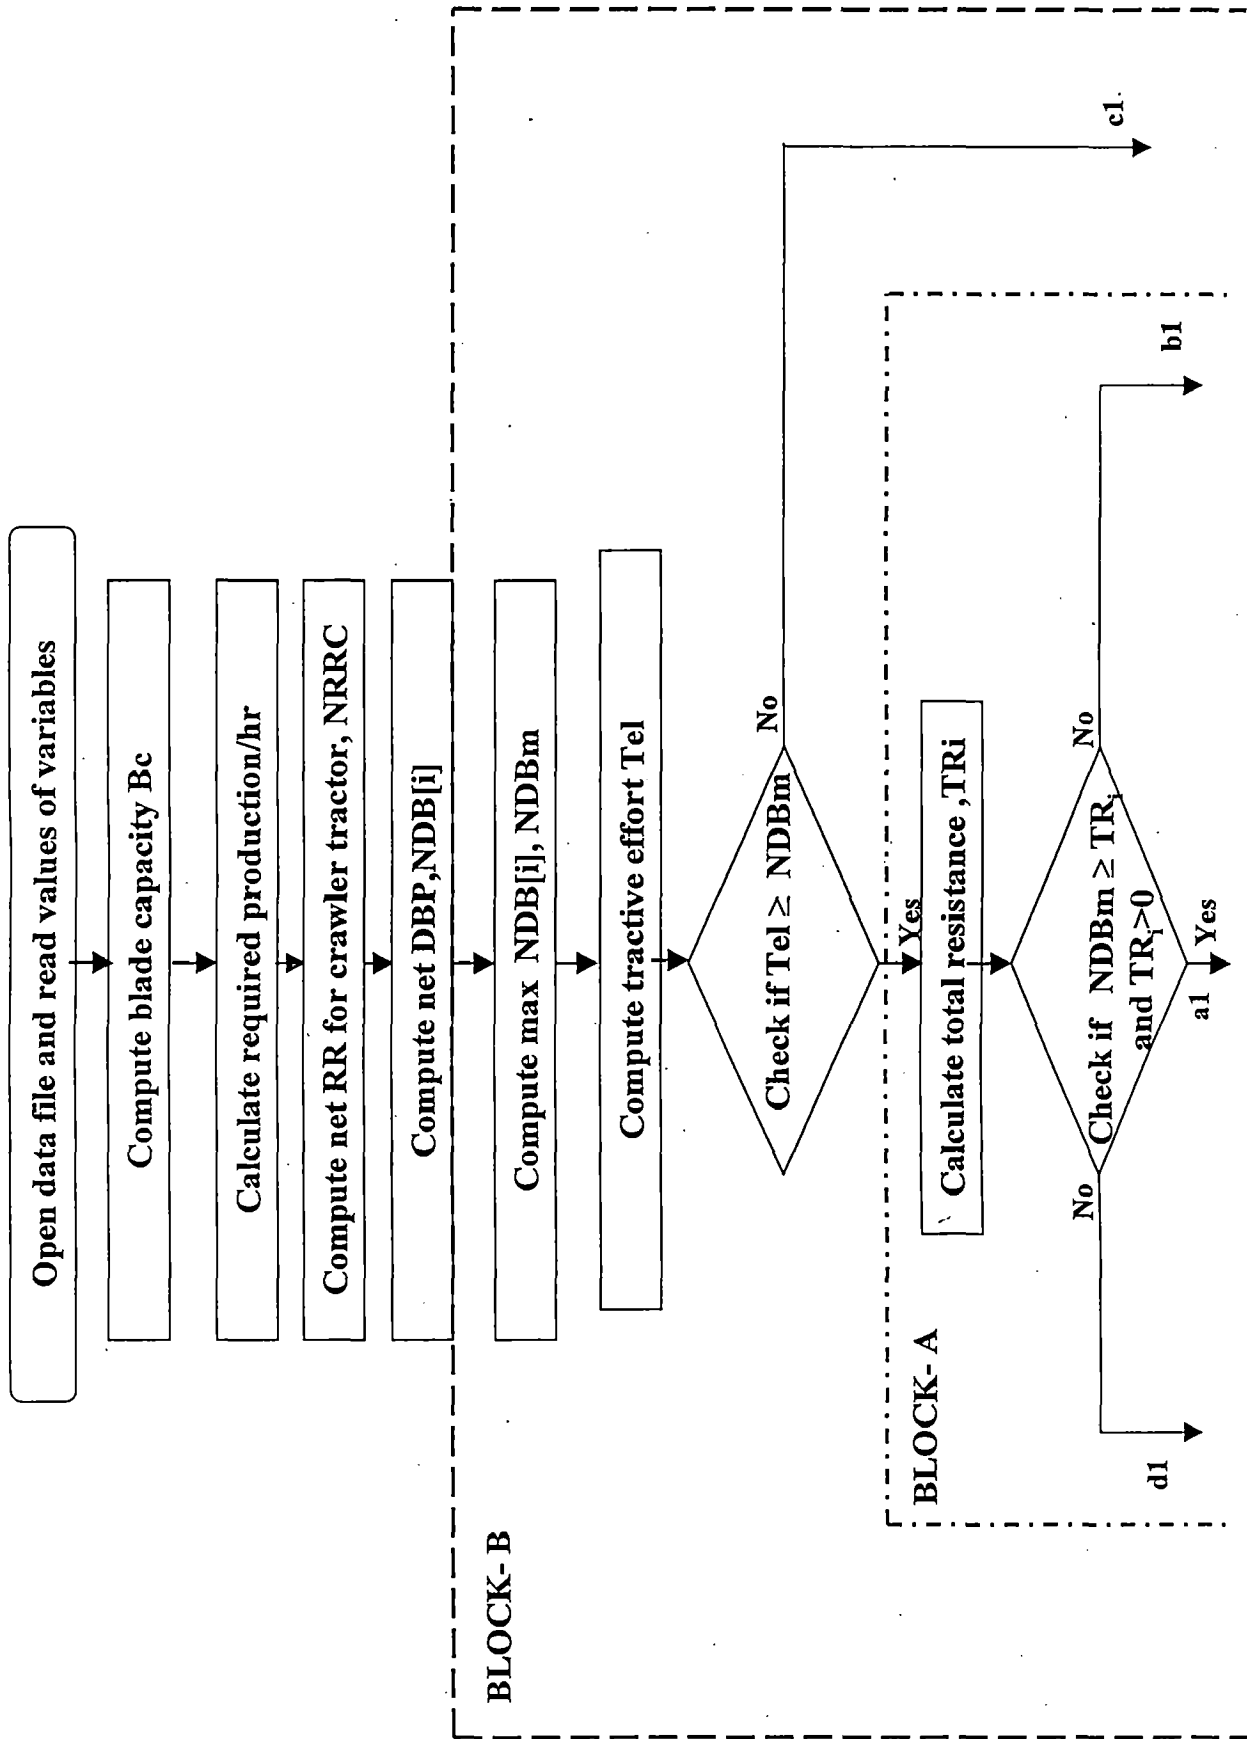 Open data file and read values of variables
Compute blade capacity Bc
Calculate required production/hr
Compute net RR for crawler tractor, NRRC
Compute net DBP,NDB[i]
BLOCK- B
Compute max NDB[i], NDBm
Compute tractive effort Tel
Check if Tel ≥ NDBm
No
c1
Yes
BLOCK- A
Calculate total resistance ,TRi
No
Check if NDBm ≥ TRi
and TRi>0
No
d1
a1
Yes
b1